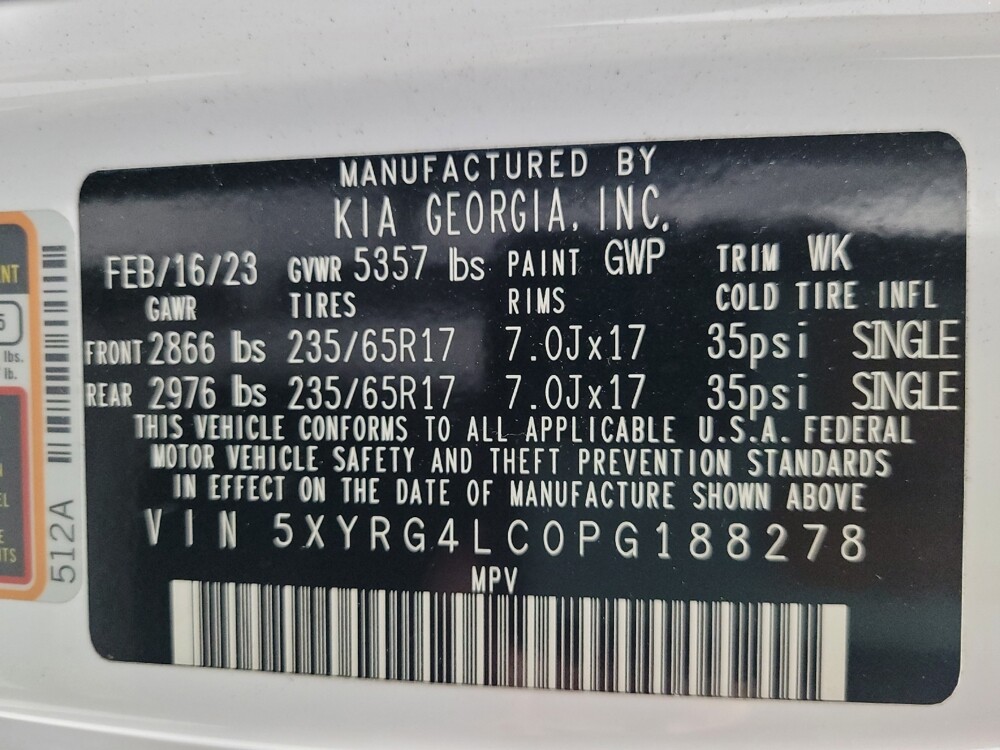 MANUFACTURED BY
KIA GEORGIA, INC.
FEB/16/23 GVWR 5357 lbs PAINT GWP TRIM WK
GAWR TIRES RIMS COLD TIRE INFL
FRONT 2866 lbs 235/65R17 7.0Jx17 35psi SINGLE
REAR 2976 lbs 235/65R17 7.0Jx17 35psi SINGLE
THIS VEHICLE CONFORMS TO ALL APPLICABLE U.S.A. FEDERAL
MOTOR VEHICLE SAFETY AND THEFT PREVENTION STANDARDS
IN EFFECT ON THE DATE OF MANUFACTURE SHOWN ABOVE
VIN 5XYRG4LC0PG188278
MPV
512A
lbs.
lb.